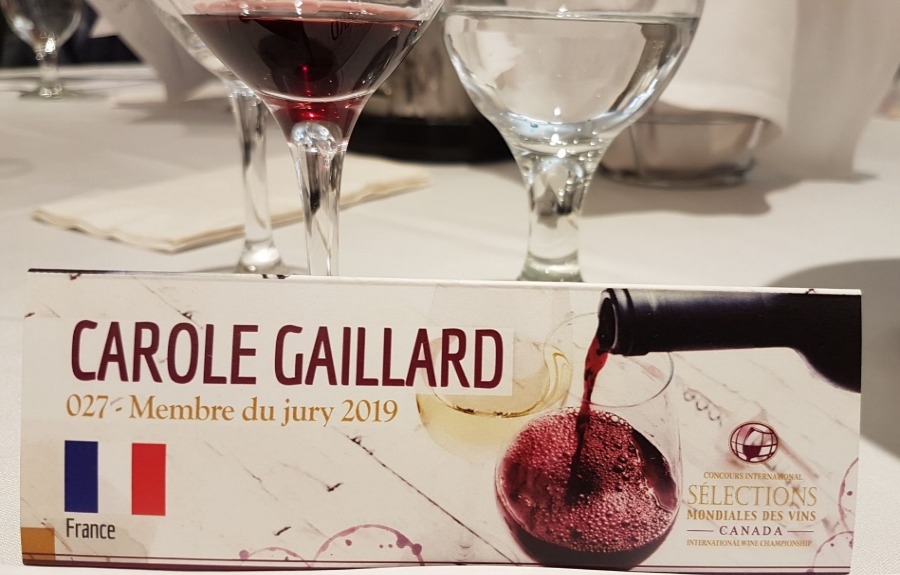 CAROLE GAILLARD
027 - Membre du jury 2019
France
CONCOURS INTERNATIONAL
SÉLECTIONS
MONDIALES DES VINS
CANADA
INTERNATIONAL WINE CHAMPIONSHIP